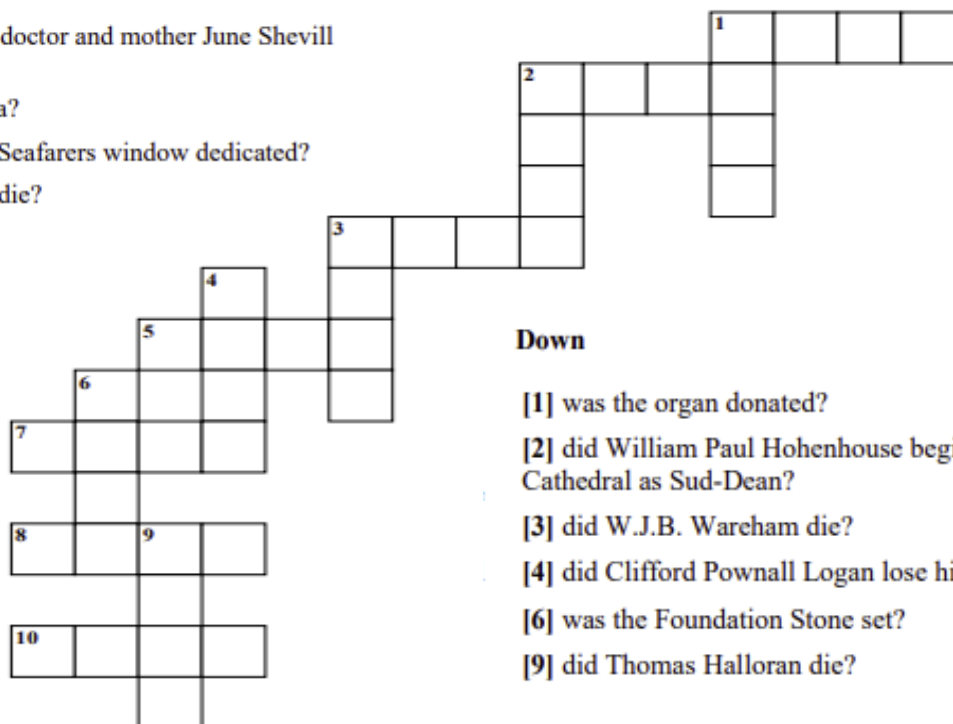 doctor and mother June Shevill
a?
Seafarers window dedicated?
die?
1
2
3
4
5
6
7
8
9
10
Down
[1] was the organ donated?
[2] did William Paul Hohenhouse begi
Cathedral as Sud-Dean?
[3] did W.J.B. Wareham die?
[4] did Clifford Pownall Logan lose hi
[6] was the Foundation Stone set?
[9] did Thomas Halloran die?